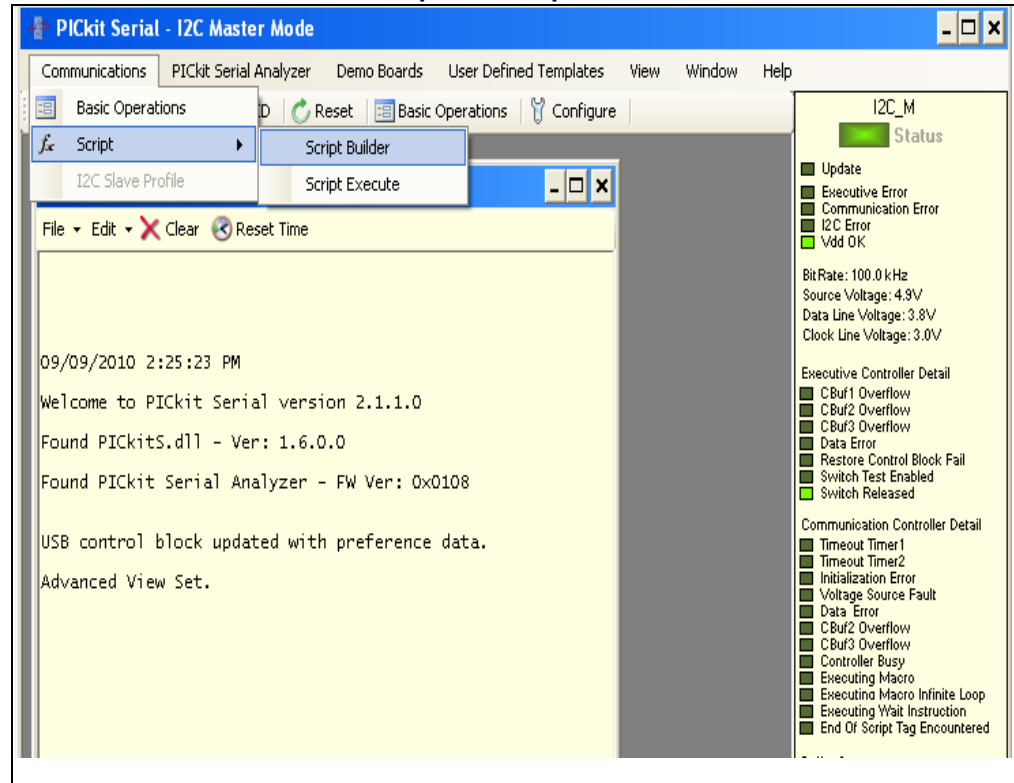 PICkit Serial - I2C Master Mode
Communications PICkit Serial Analyzer Demo Boards User Defined Templates View Window Help
Basic Operations
Reset Basic Operations Configure
fx Script Script Builder
I2C Slave Profile Script Execute
File Edit Clear Reset Time
09/09/2010 2:25:23 PM
Welcome to PICkit Serial version 2.1.1.0
Found PICkitS.dll - Ver: 1.6.0.0
Found PICkit Serial Analyzer - FW Ver: 0x0108
USB control block updated with preference data.
Advanced View Set.
I2C_M
Status
Update
Executive Error
Communication Error
I2C Error
Vdd OK
BitRate: 100.0 kHz
Source Voltage: 4.9V
Data Line Voltage: 3.8V
Clock Line Voltage: 3.0V
Executive Controller Detail
CBuf1 Overflow
CBuf2 Overflow
CBuf3 Overflow
Data Error
Restore Control Block Fail
Switch Test Enabled
Switch Released
Communication Controller Detail
Timeout Timer1
Timeout Timer2
Initialization Error
Voltage Source Fault
Data Error
CBuf2 Overflow
CBuf3 Overflow
Controller Busy
Executing Macro
Executing Macro Infinite Loop
Executing Wait Instruction
End Of Script Tag Encountered